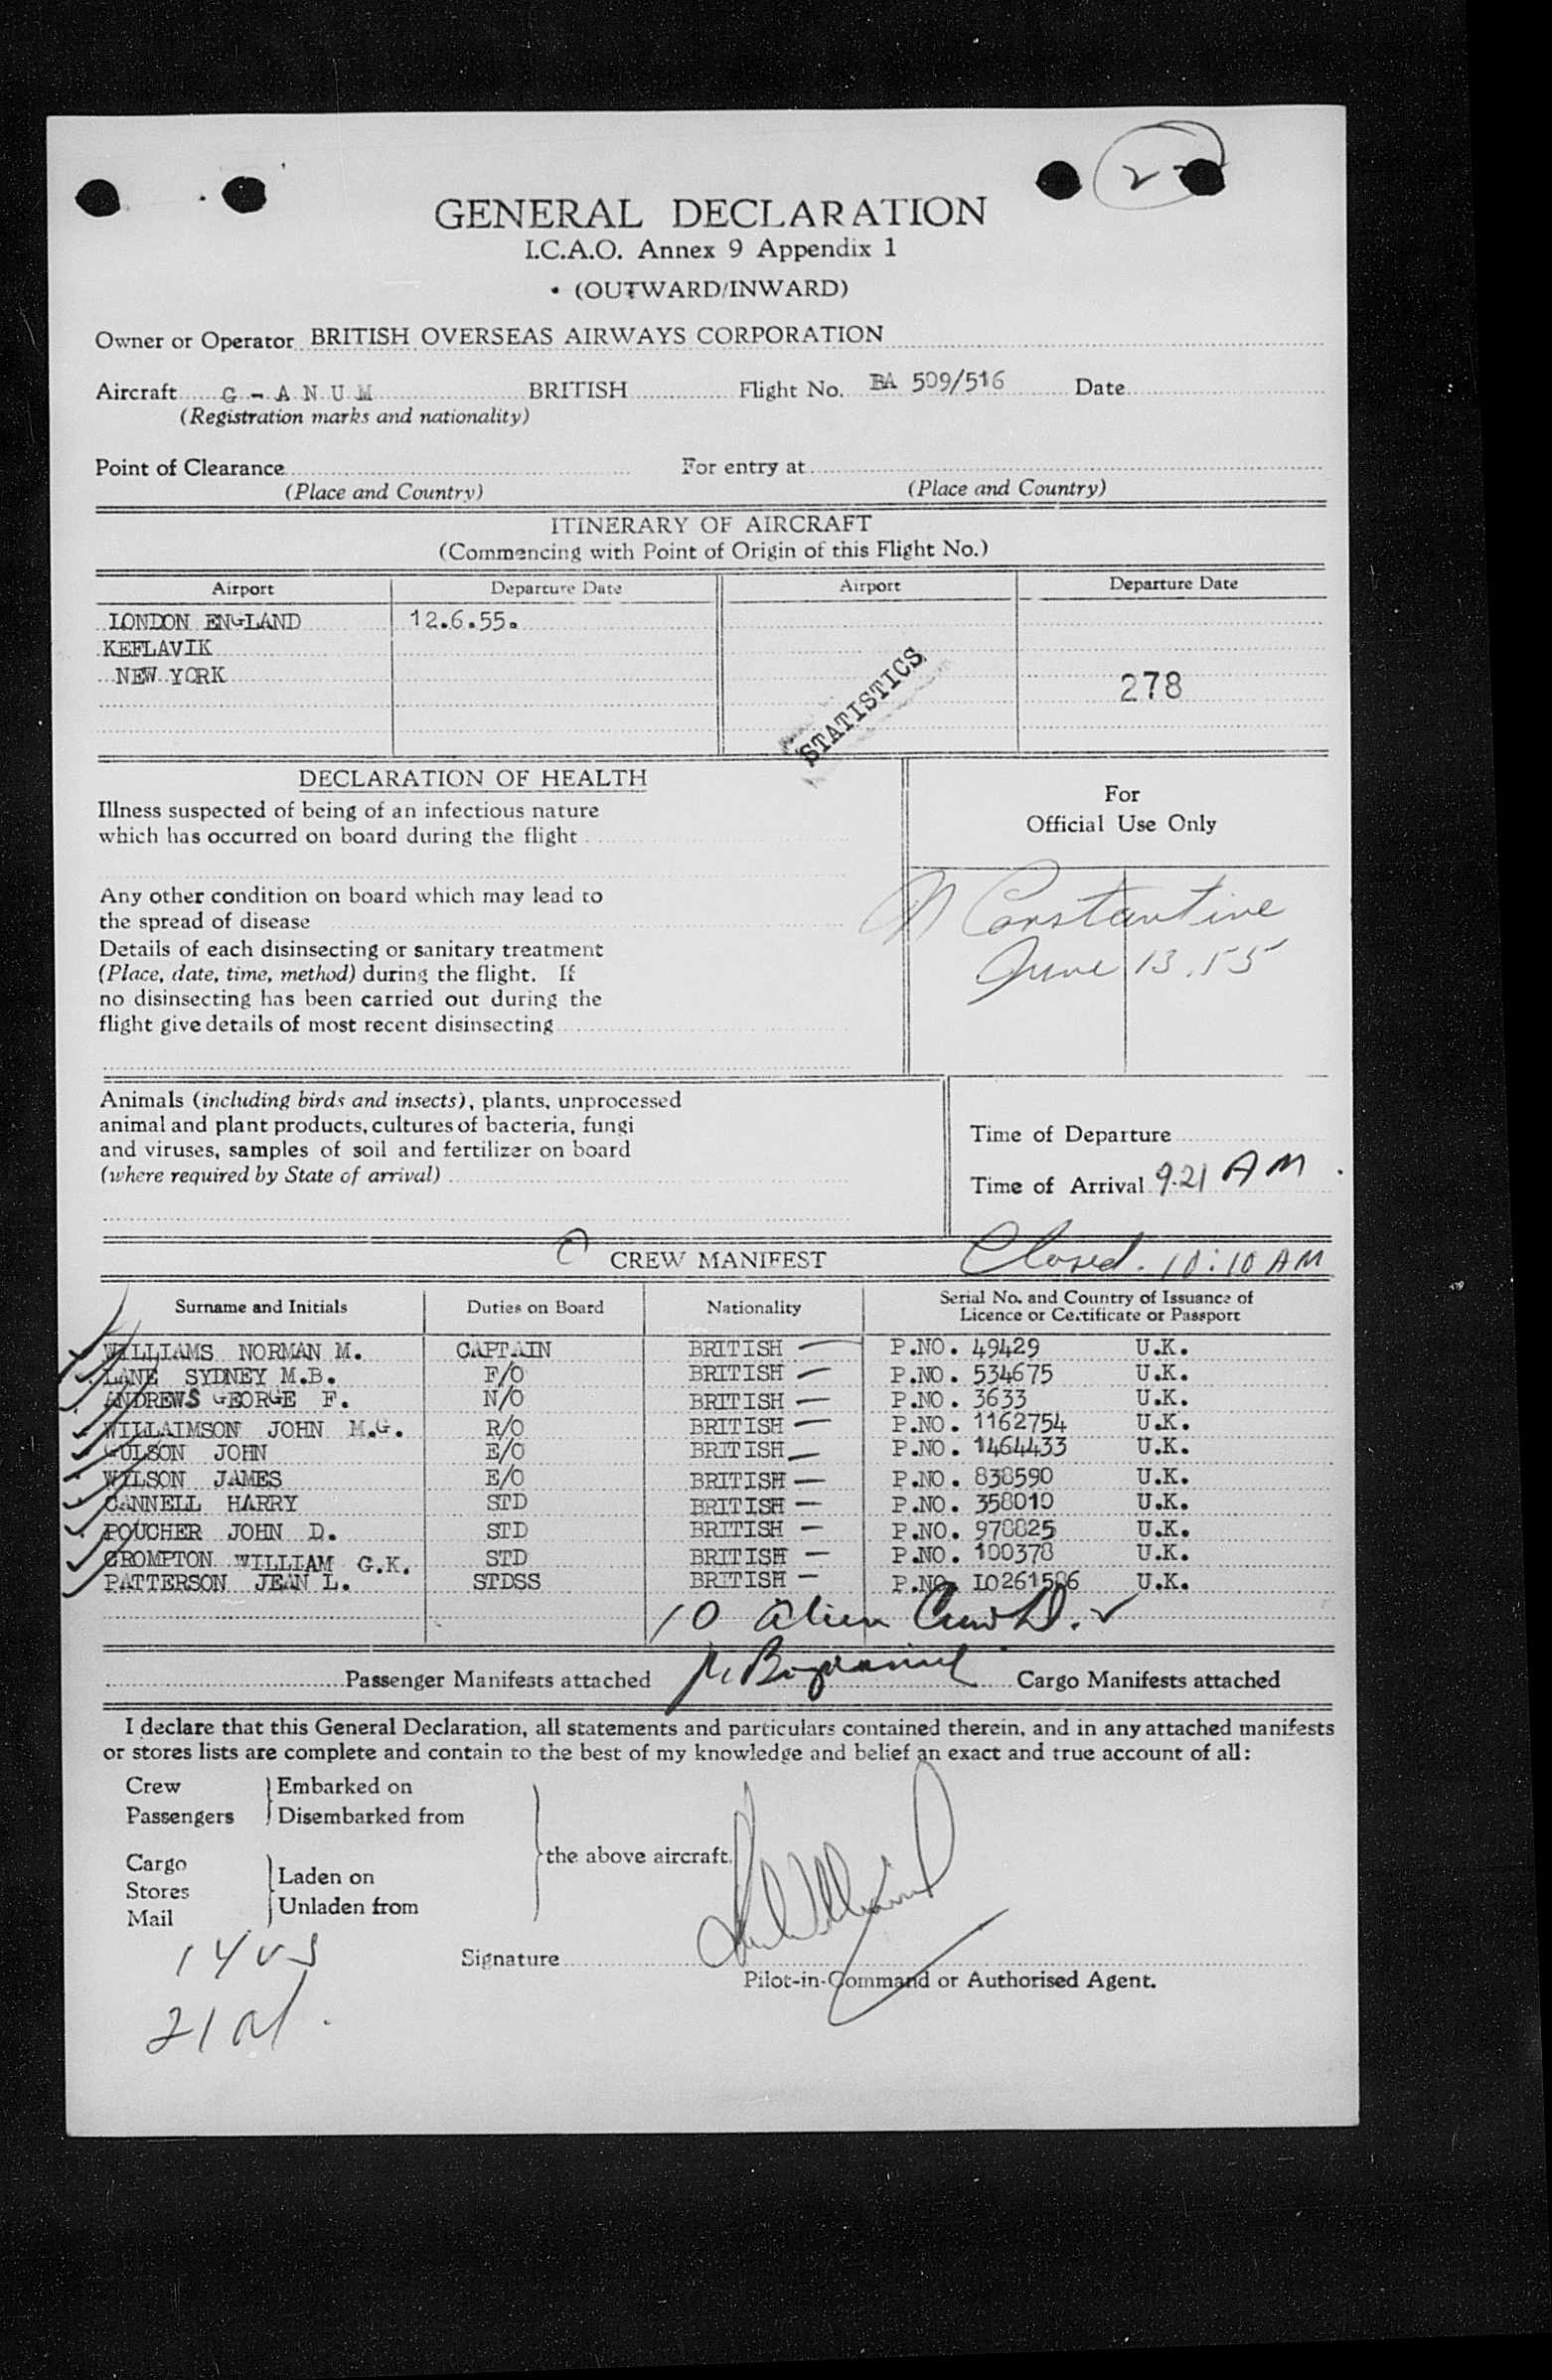 2
GENERAL DECLARATION
I.C.A.O. Annex 9 Appendix 1
• (OUTWARD/INWARD)
Owner or Operator BRITISH OVERSEAS AIRWAYS CORPORATION
Aircraft G - A N U M BRITISH Flight No. BA 509/516 Date
(Registration marks and nationality)
Point of Clearance For entry at
(Place and Country) (Place and Country)
ITINERARY OF AIRCRAFT
(Commencing with Point of Origin of this Flight No.)
Airport Departure Date Airport Departure Date
LONDON ENGLAND 12.6.55.
KEFLAVIK
NEW YORK
278
STATISTICS
DECLARATION OF HEALTH
Illness suspected of being of an infectious nature
which has occurred on board during the flight
Any other condition on board which may lead to
the spread of disease
Details of each disinsecting or sanitary treatment
(Place, date, time, method) during the flight. If
no disinsecting has been carried out during the
flight give details of most recent disinsecting
For
Official Use Only
Constantine
June 13.55
Animals (including birds and insects), plants, unprocessed
animal and plant products, cultures of bacteria, fungi
and viruses, samples of soil and fertilizer on board
(where required by State of arrival)
Time of Departure
Time of Arrival 9.21 AM
CREW MANIFEST Closed. 10:10 AM
Surname and Initials Duties on Board Nationality Serial No. and Country of Issuance of
Licence or Certificate or Passport
WILLIAMS NORMAN M. CAPTAIN BRITISH P.NO. 49429 U.K.
LANE SYDNEY M.B. F/O BRITISH P.NO. 534675 U.K.
ANDREWS GEORGE F. N/O BRITISH P.NO. 3633 U.K.
WILLAIMSON JOHN M.G. R/O BRITISH P.NO. 1162754 U.K.
GULSON JOHN E/O BRITISH P.NO. 1464433 U.K.
WILSON JAMES E/O BRITISH P.NO. 838590 U.K.
CANNELL HARRY STD BRITISH P.NO. 358010 U.K.
POUCHER JOHN D. STD BRITISH P.NO. 978825 U.K.
CROMPTON WILLIAM G.K. STD BRITISH P.NO. 100378 U.K.
PATTERSON JEAN L. STDSS BRITISH P.NO. LO261586 U.K.
10 Alien Crew
Passenger Manifests attached Cargo Manifests attached
I declare that this General Declaration, all statements and particulars contained therein, and in any attached manifests
or stores lists are complete and contain to the best of my knowledge and belief an exact and true account of all:
Crew Embarked on
Passengers Disembarked from
the above aircraft.
Cargo
Stores
Mail
Laden on
Unladen from
14 US
21 al.
Signature
Pilot-in-Command or Authorised Agent.